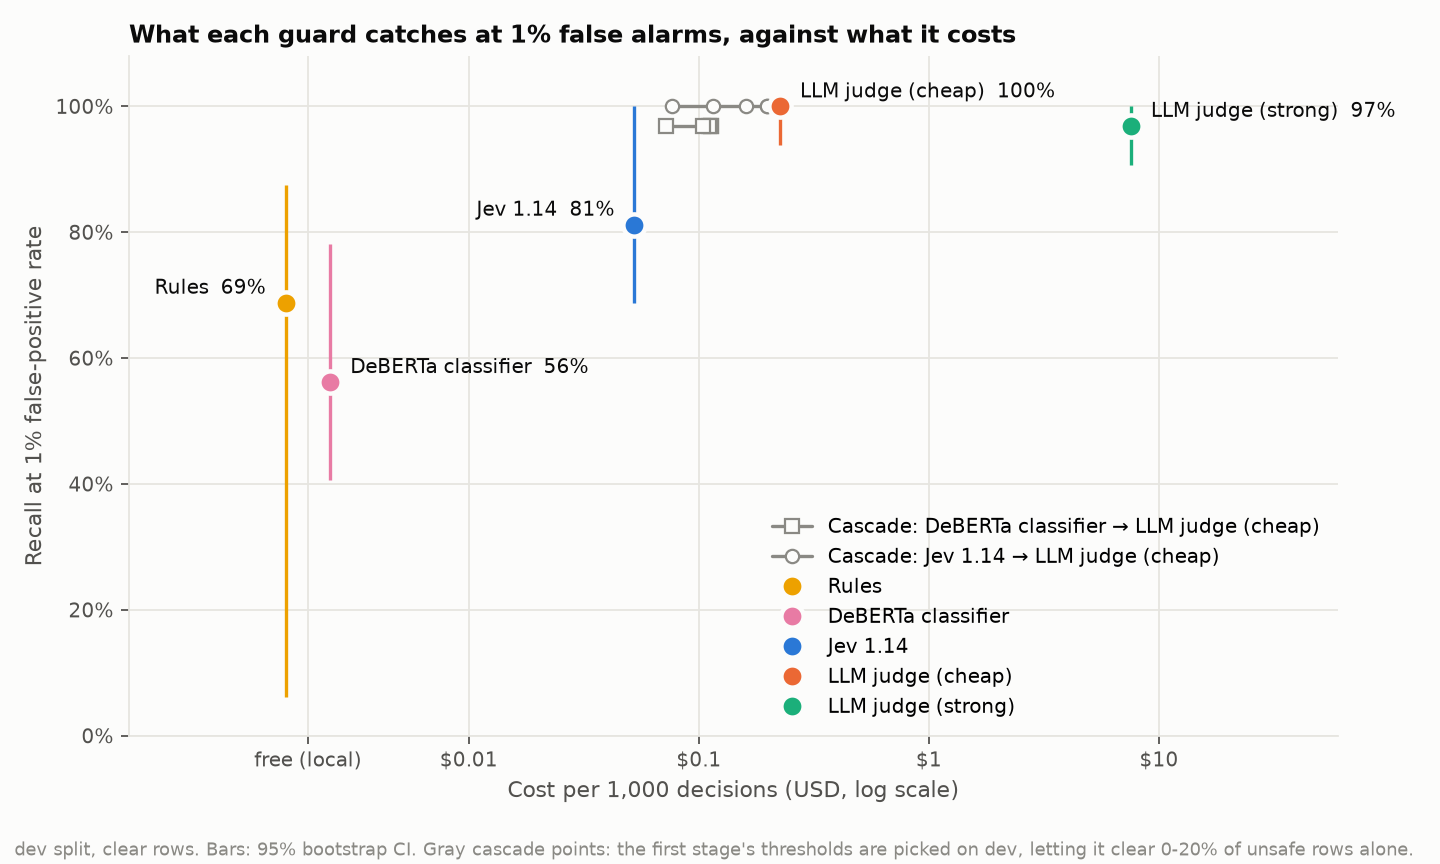 What each guard catches at 1% false alarms, against what it costs
LLM judge (cheap)  100%
LLM judge (strong)  97%
Jev 1.14  81%
Rules  69%
DeBERTa classifier  56%
Recall at 1% false-positive rate
100%
80%
60%
40%
20%
0%
Cascade: DeBERTa classifier → LLM judge (cheap)
Cascade: Jev 1.14 → LLM judge (cheap)
Rules
DeBERTa classifier
Jev 1.14
LLM judge (cheap)
LLM judge (strong)
free (local)
$0.01
$0.1
$1
$10
Cost per 1,000 decisions (USD, log scale)
dev split, clear rows. Bars: 95% bootstrap CI. Gray cascade points: the first stage's thresholds are picked on dev, letting it clear 0-20% of unsafe rows alone.